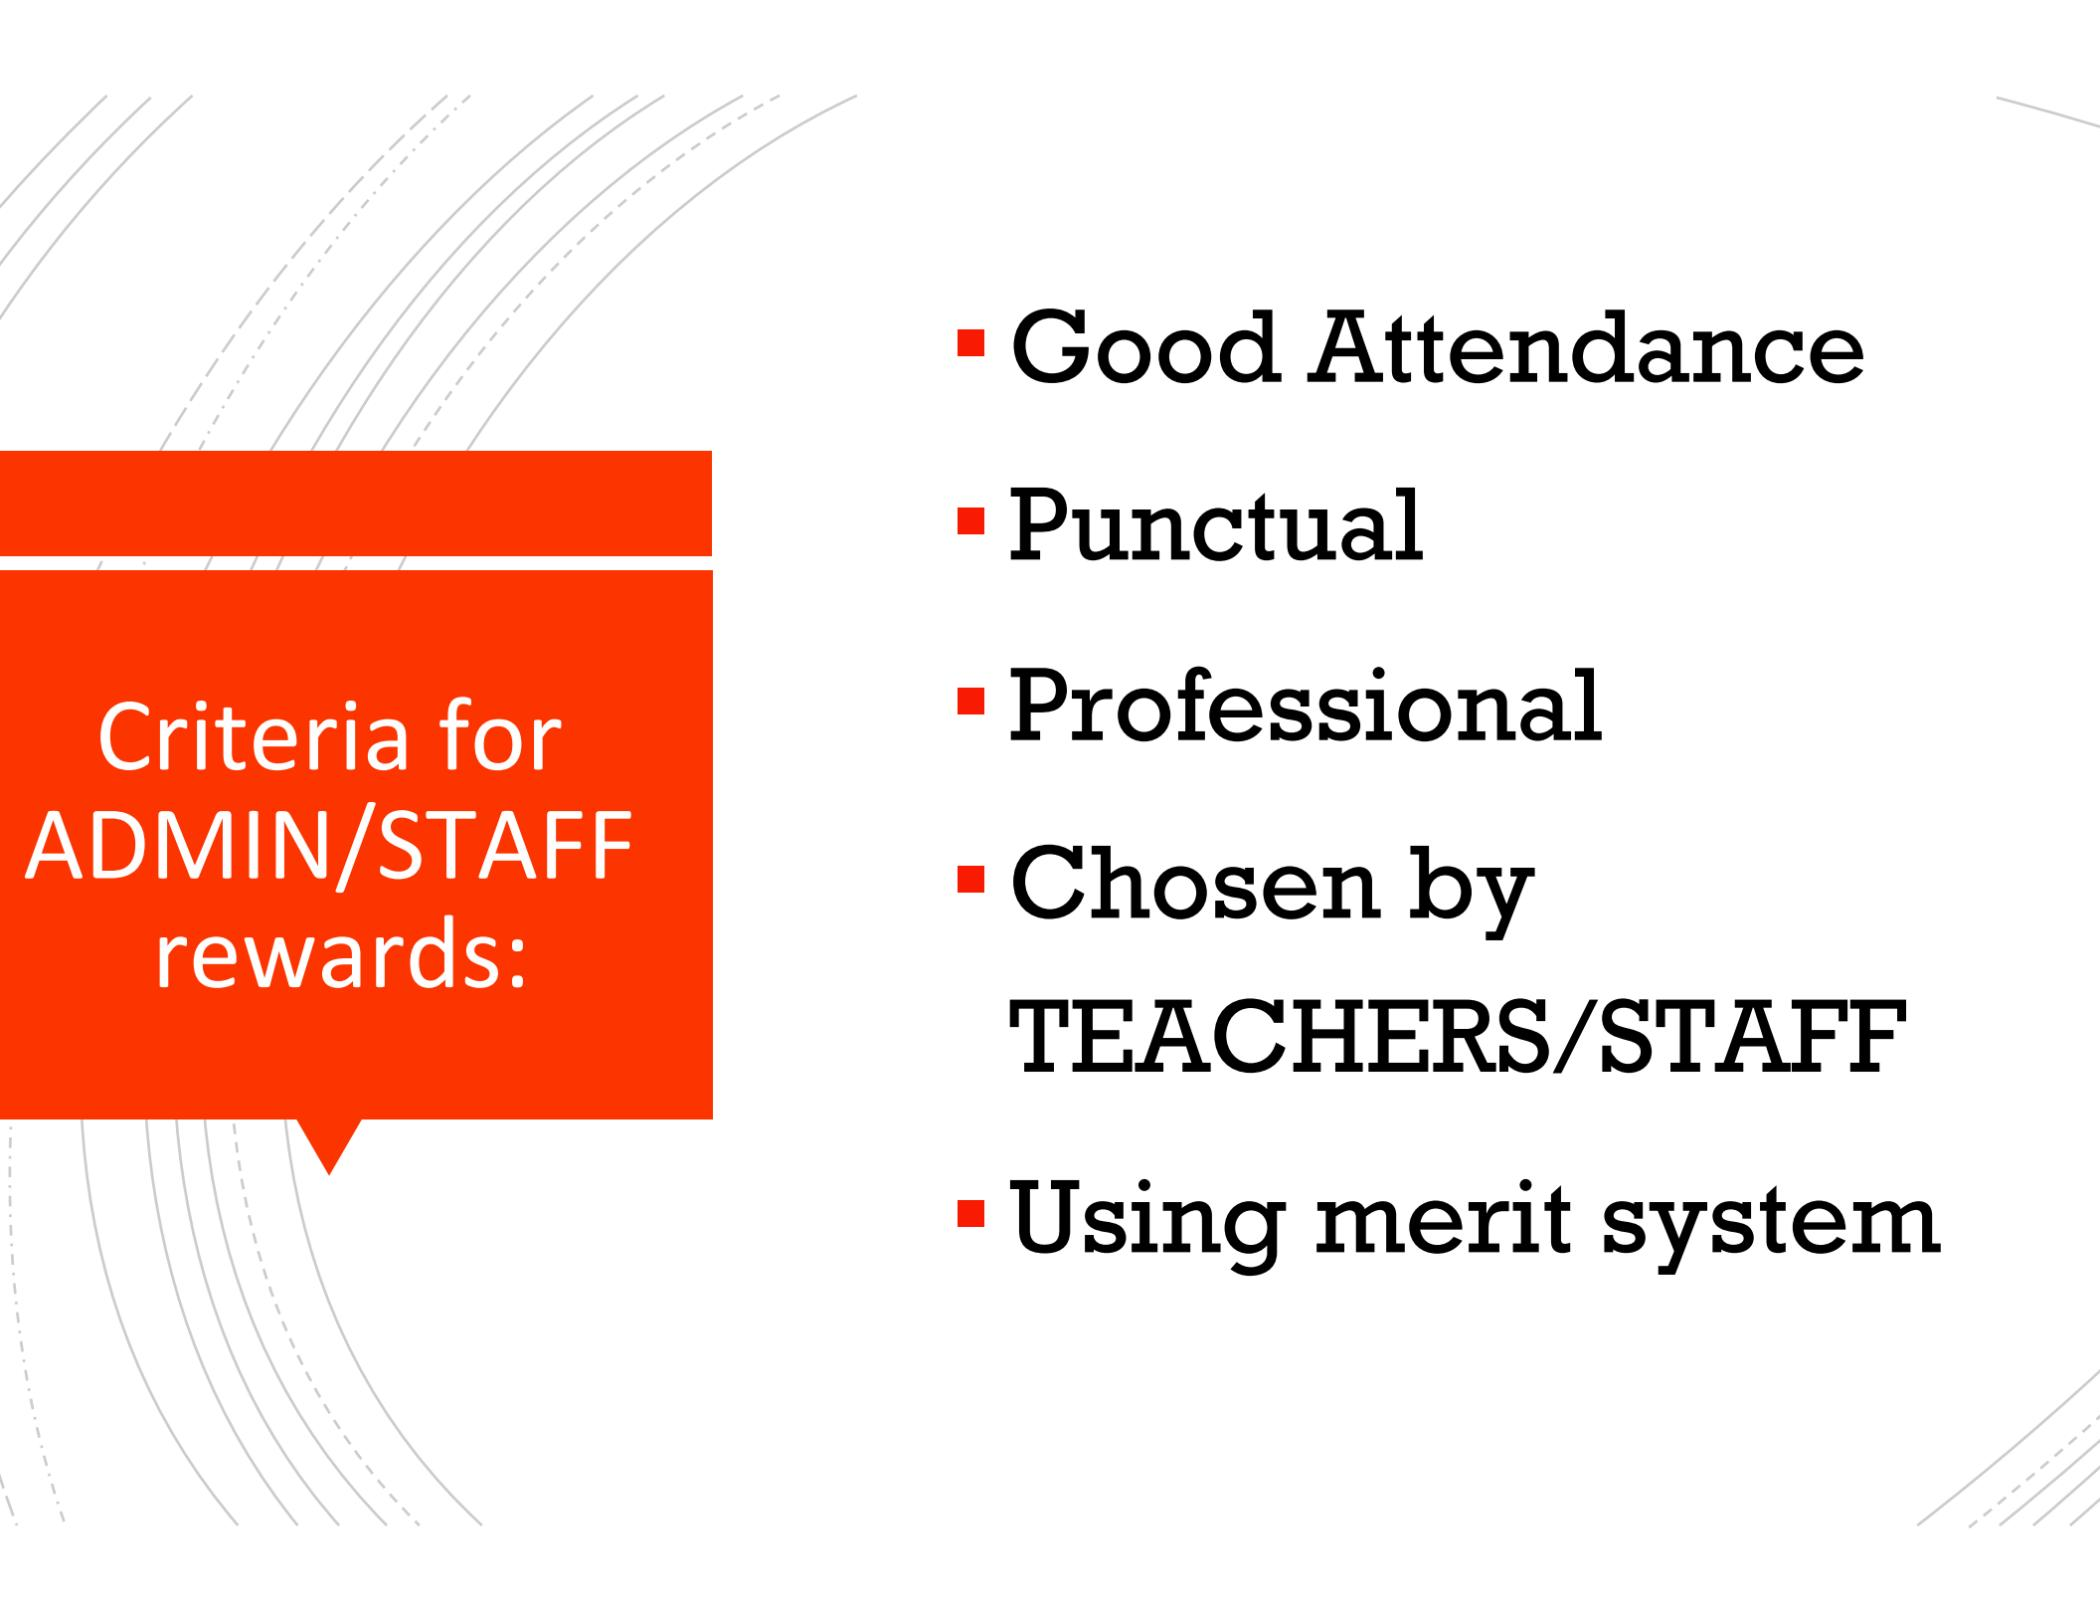 Criteria for
ADMIN/STAFF
rewards:
▪ Good Attendance
▪ Punctual
▪ Professional
▪ Chosen by
TEACHERS/STAFF
▪ Using merit system